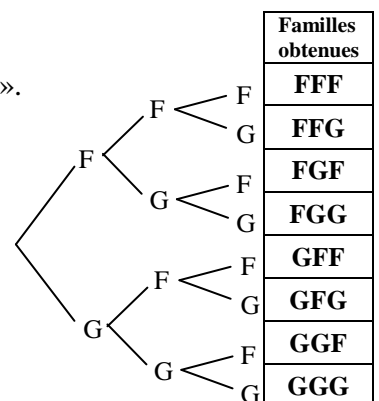 Familles
obtenues
».
F F FFF
G FFG
F
G F FGF
G FGG
F F GFF
G GFG
G
G F GGF
G GGG